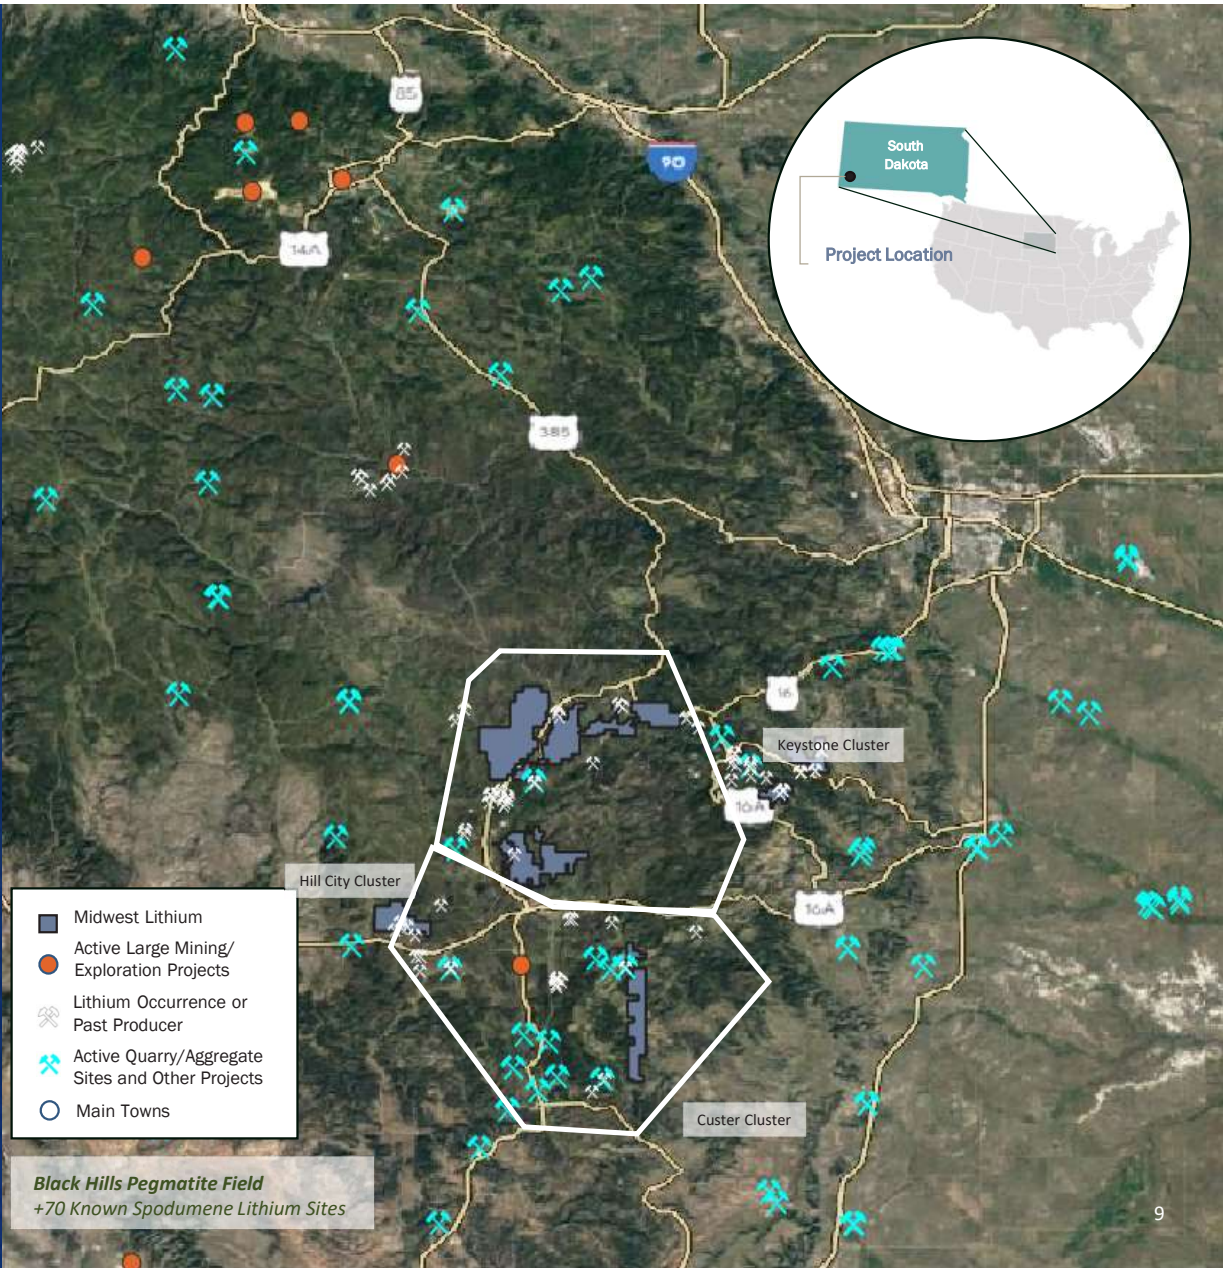 85
90
South
Dakota
Project Location
14A
385
16
Keystone Cluster
16A
Hill City Cluster
16A
Midwest Lithium
Active Large Mining/
Exploration Projects
Lithium Occurrence or
Past Producer
Active Quarry/Aggregate
Sites and Other Projects
Main Towns
Custer Cluster
Black Hills Pegmatite Field
+70 Known Spodumene Lithium Sites
9